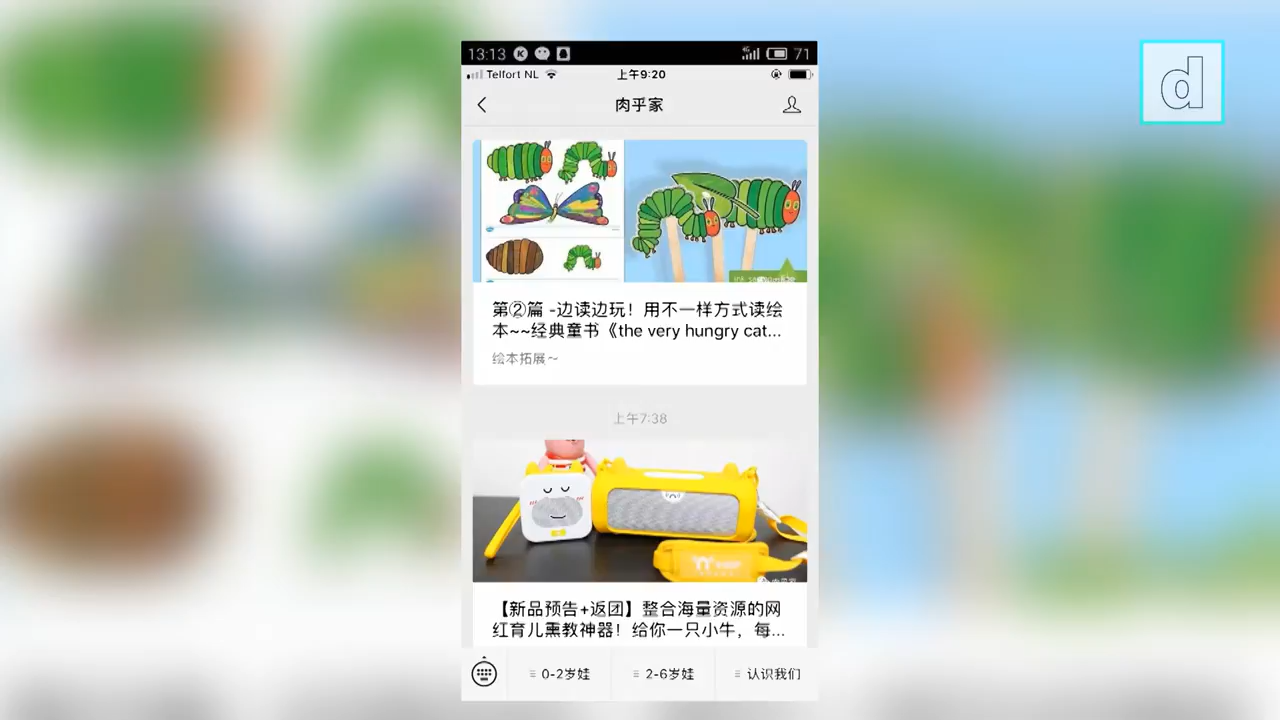 13:13
4G
71
Telfort NL
上午9:20
肉乎家
d
第②篇 -边读边玩！用不一样方式读绘
本~~经典童书《the very hungry cat...
绘本拓展~
上午7:38
【新品预告+返团】整合海量资源的网
红育儿熏教神器！给你一只小牛，每...
0-2岁娃
2-6岁娃
认识我们